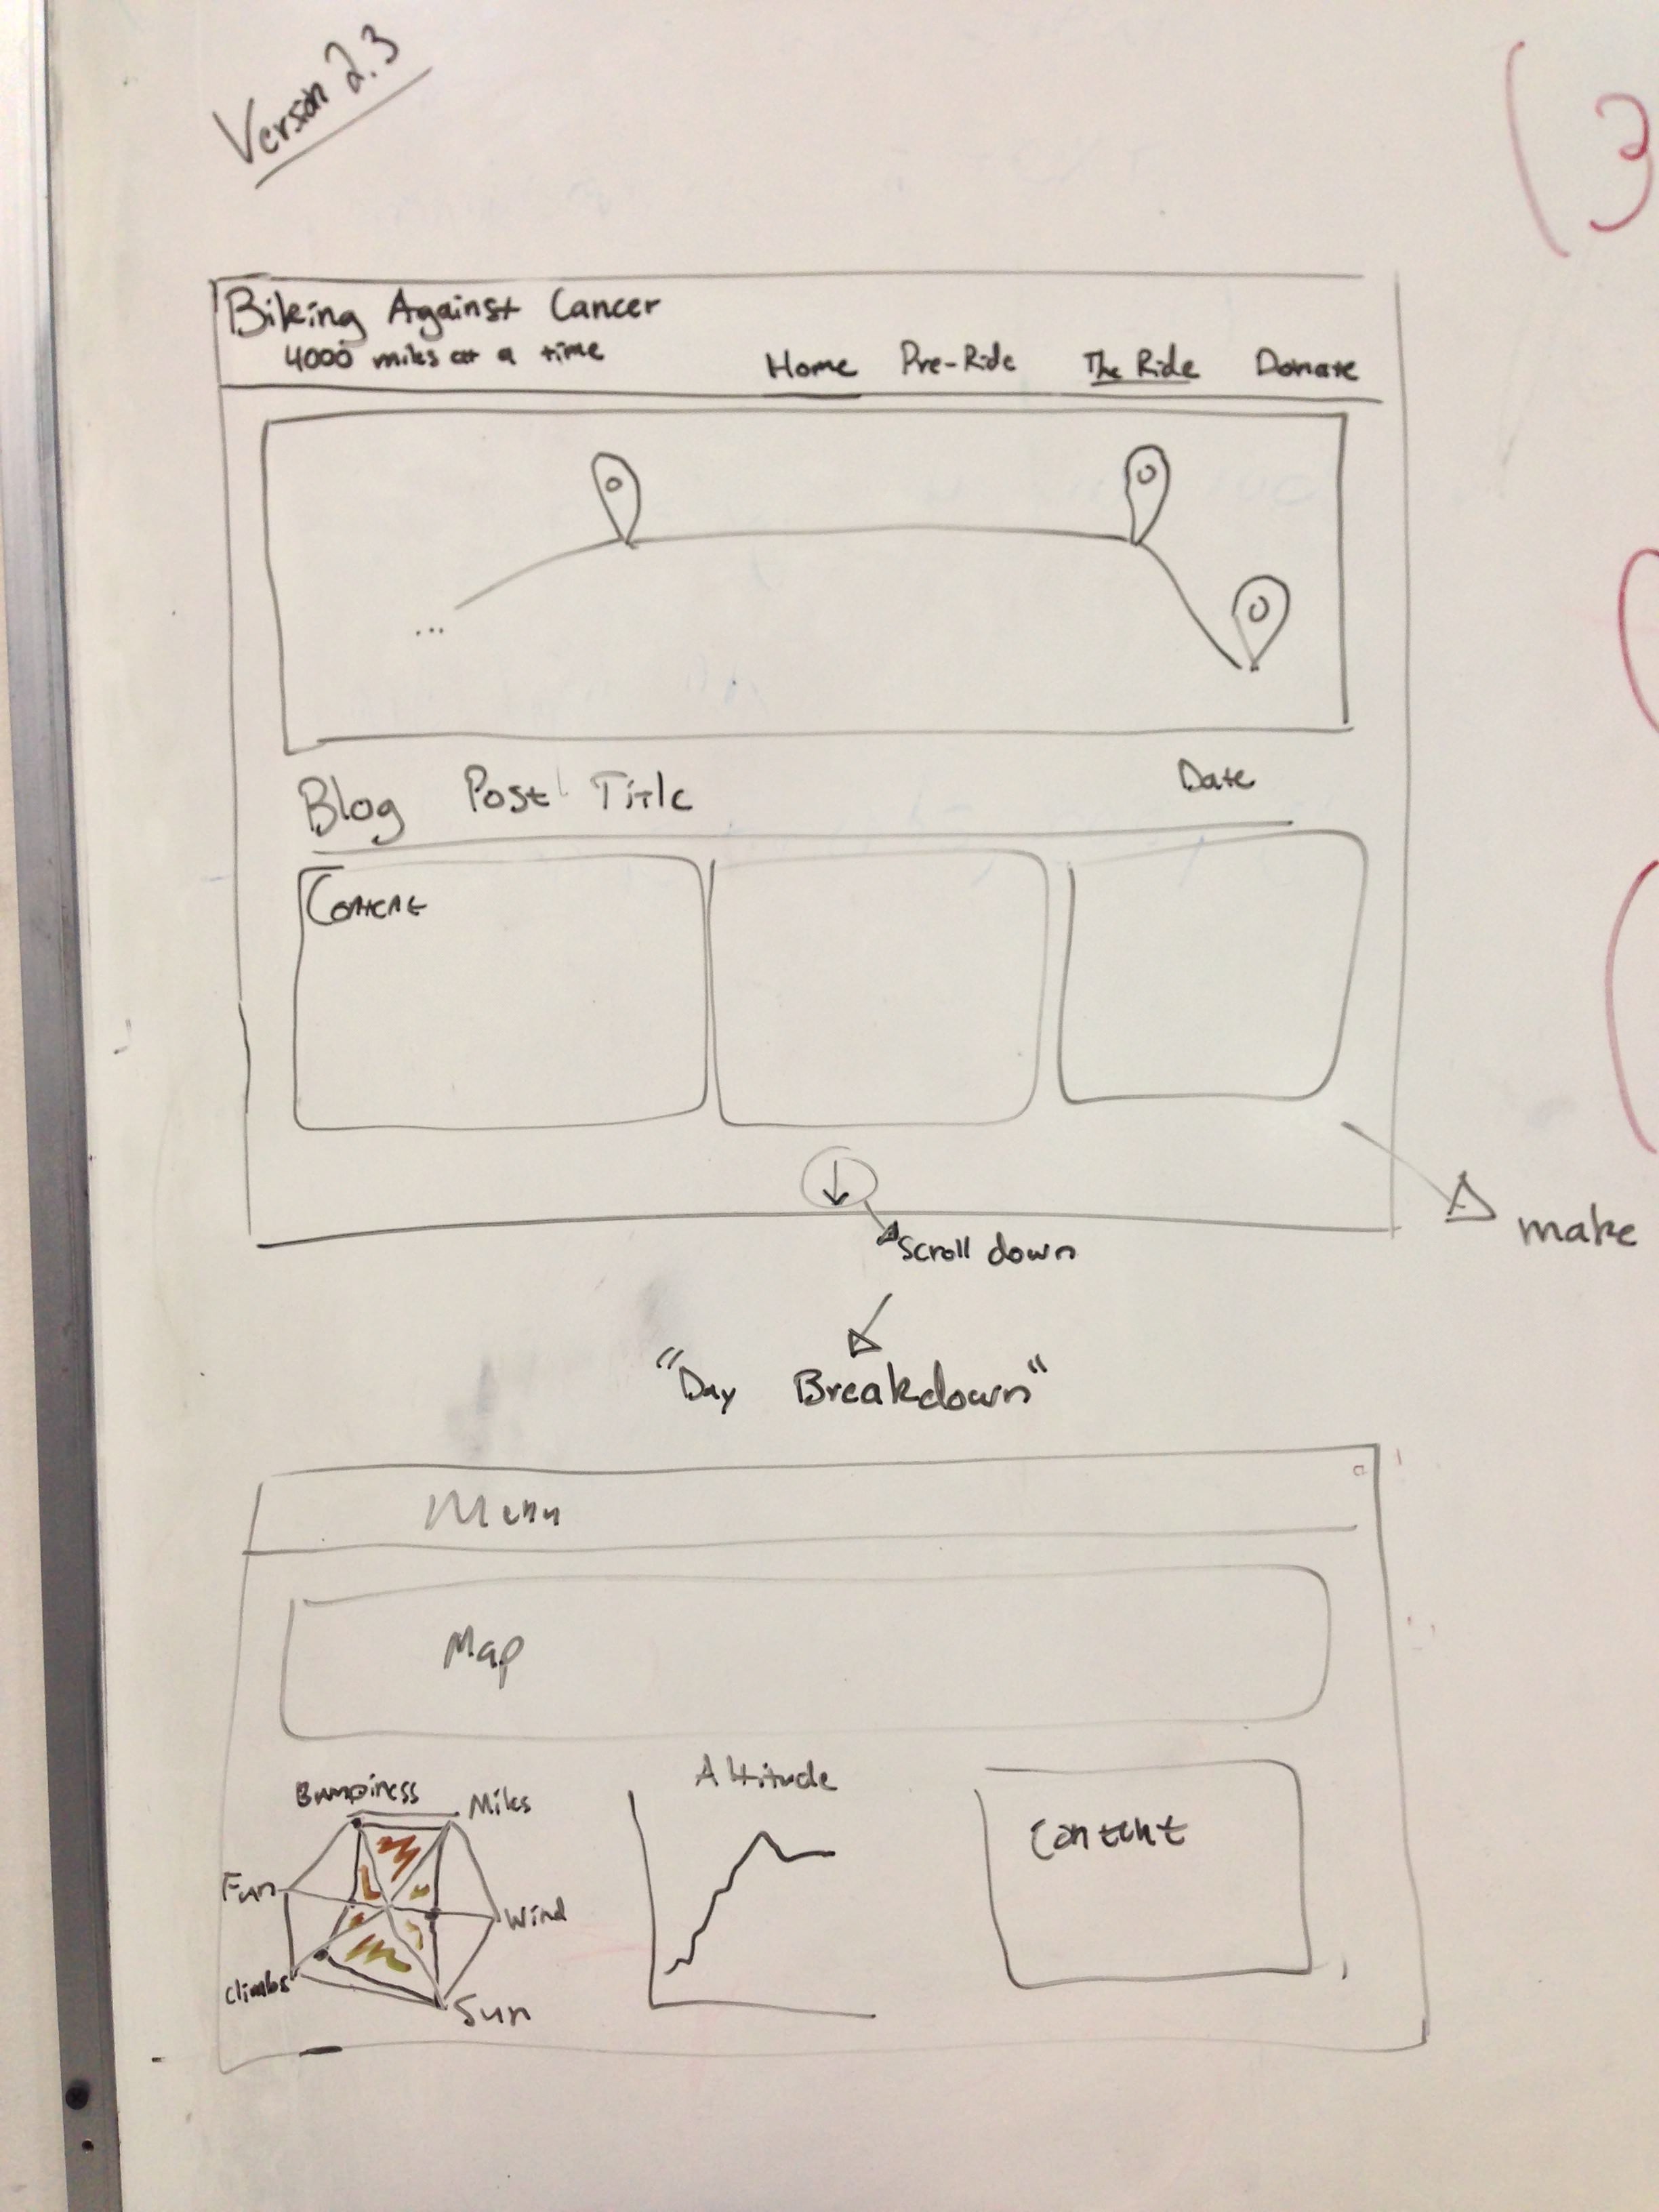 Version 2.3
(3
Biking Against Cancer
4000 miles at a time
Home Pre-Ride The Ride Donate
...
Blog Post Title Date
Content
make
Scroll down
"Day Breakdown"
Menu
Map
Altitude
Bumpiness Miles
Content
Fun
Wind
Climbs
Sun